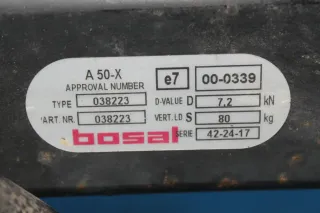 A 50-X e7 00-0339
APPROVAL NUMBER
TYPE 038223 D-VALUE D 7,2 kN
PART. NR. 038223 VERT. LD S 80 kg
bosal SERIE 42-24-17